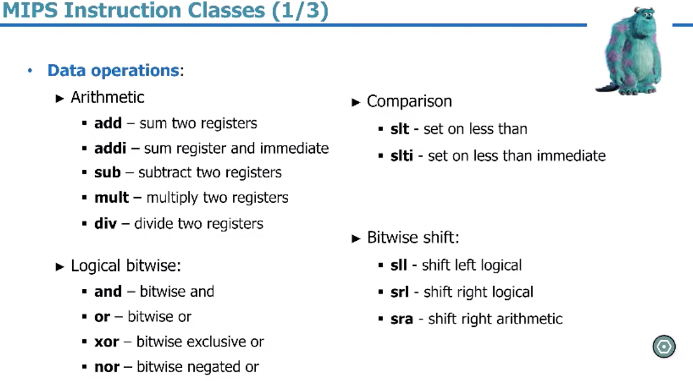 MIPS Instruction Classes (1/3)
• Data operations:
► Arithmetic
▪ add – sum two registers
▪ addi – sum register and immediate
▪ sub – subtract two registers
▪ mult – multiply two registers
▪ div – divide two registers
► Logical bitwise:
▪ and – bitwise and
▪ or – bitwise or
▪ xor – bitwise exclusive or
▪ nor – bitwise negated or
► Comparison
▪ slt - set on less than
▪ slti - set on less than immediate
► Bitwise shift:
▪ sll - shift left logical
▪ srl - shift right logical
▪ sra - shift right arithmetic